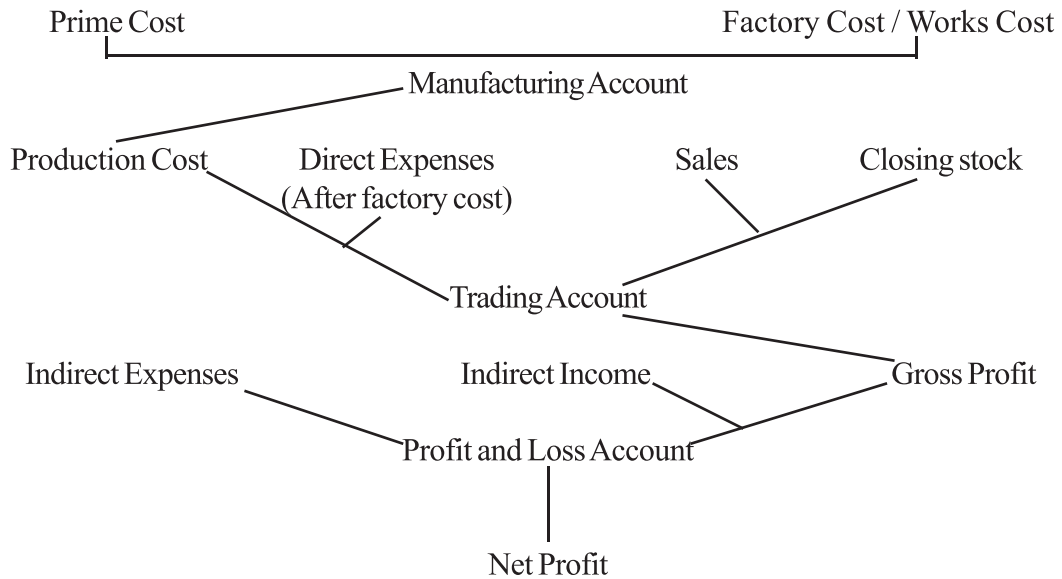 Prime Cost
Factory Cost / Works Cost
Manufacturing Account
Production Cost
Direct Expenses
(After factory cost)
Sales
Closing stock
Trading Account
Indirect Expenses
Indirect Income
Gross Profit
Profit and Loss Account
Net Profit